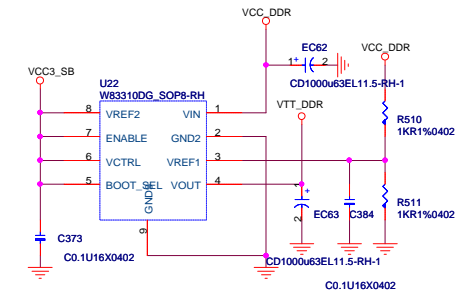 VCC_DDR
EC62
1 + 2
VCC_DDR
VCC3_SB
CD1000u63EL11.5-RH-1
U22
W83310DG_SOP8-RH
VTT_DDR
8 VREF2 VIN 1
R510
1KR1%0402
7 ENABLE GND2 2
6 VCTRL VREF1 3
5 BOOT_SEL VOUT 4
GND
1 +
R511
1KR1%0402
2
EC63 C384
9
C373
CD1000u63EL11.5-RH-1
C0.1U16X0402
C0.1U16X0402